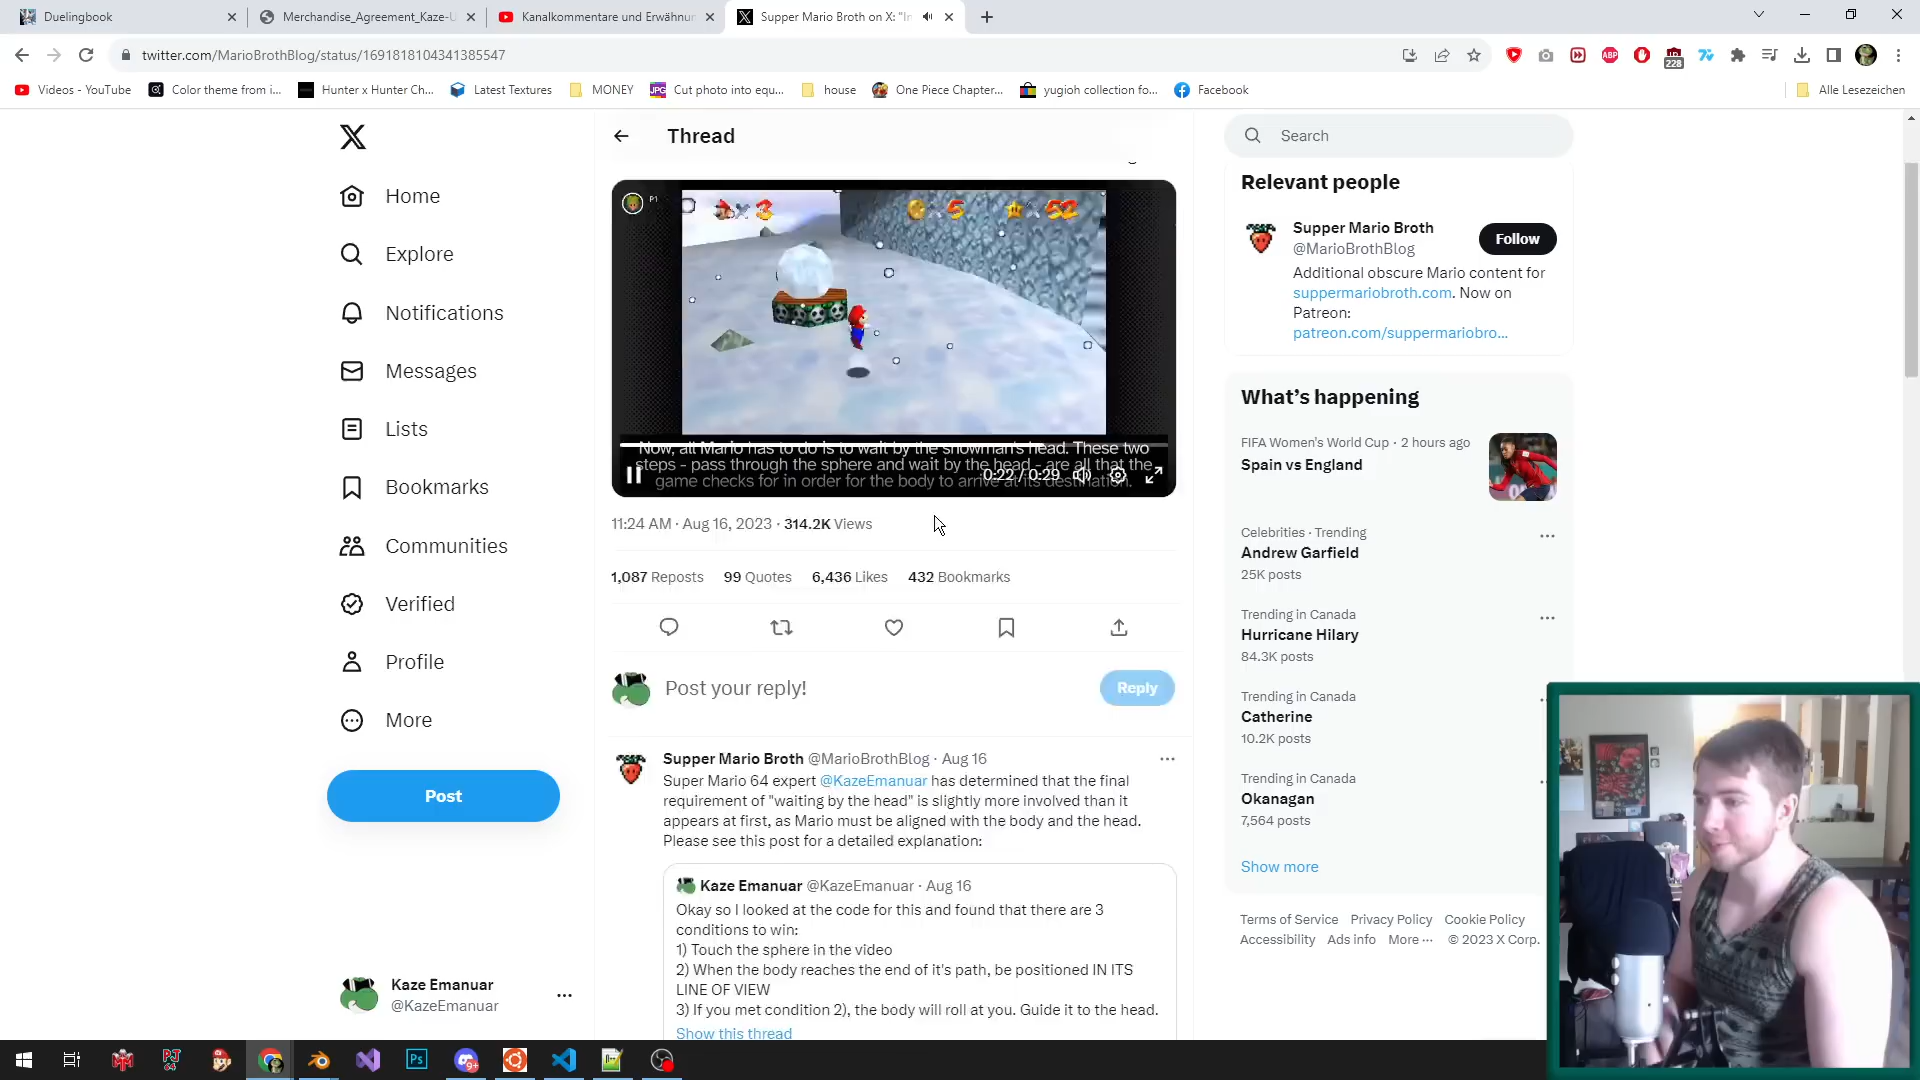 Duelingbook
Merchandise_Agreement_Kaze-U
Kanalkommentare und Erwähnun
Supper Mario Broth on X: "In
twitter.com/MarioBrothBlog/status/1691818104341385547
ABP
228
Videos - YouTube
Color theme from i...
Hunter x Hunter Ch...
Latest Textures
MONEY
JPG
Cut photo into equ...
house
One Piece Chapter...
yugioh collection fo...
Facebook
Alle Lesezeichen
Home
Explore
Notifications
Messages
Lists
Bookmarks
Communities
Verified
Profile
More
Post
Kaze Emanuar
@KazeEmanuar
Thread
P1
3
5
52
Now, all Mario has to do is to wait by the snowman's head. These two
steps - pass through the sphere and wait by the head - are all that the
game checks for in order for the body to arrive at its destination.
0:22 / 0:29
11:24 AM · Aug 16, 2023 · 314.2K Views
1,087 Reposts 99 Quotes 6,436 Likes 432 Bookmarks
Post your reply!
Reply
Supper Mario Broth @MarioBrothBlog · Aug 16
Super Mario 64 expert @KazeEmanuar has determined that the final
requirement of "waiting by the head" is slightly more involved than it
appears at first, as Mario must be aligned with the body and the head.
Please see this post for a detailed explanation:
Kaze Emanuar @KazeEmanuar · Aug 16
Okay so I looked at the code for this and found that there are 3
conditions to win:
1) Touch the sphere in the video
2) When the body reaches the end of it's path, be positioned IN ITS
LINE OF VIEW
3) If you met condition 2), the body will roll at you. Guide it to the head.
Show this thread
Search
Relevant people
Supper Mario Broth
@MarioBrothBlog
Follow
Additional obscure Mario content for
suppermariobroth.com. Now on
Patreon:
patreon.com/suppermariobro...
What's happening
FIFA Women's World Cup · 2 hours ago
Spain vs England
Celebrities · Trending
Andrew Garfield
25K posts
Trending in Canada
Hurricane Hilary
84.3K posts
Trending in Canada
Catherine
10.2K posts
Trending in Canada
Okanagan
7,564 posts
Show more
Terms of Service Privacy Policy Cookie Policy
Accessibility Ads info More ··· © 2023 X Corp.
Ps
9+